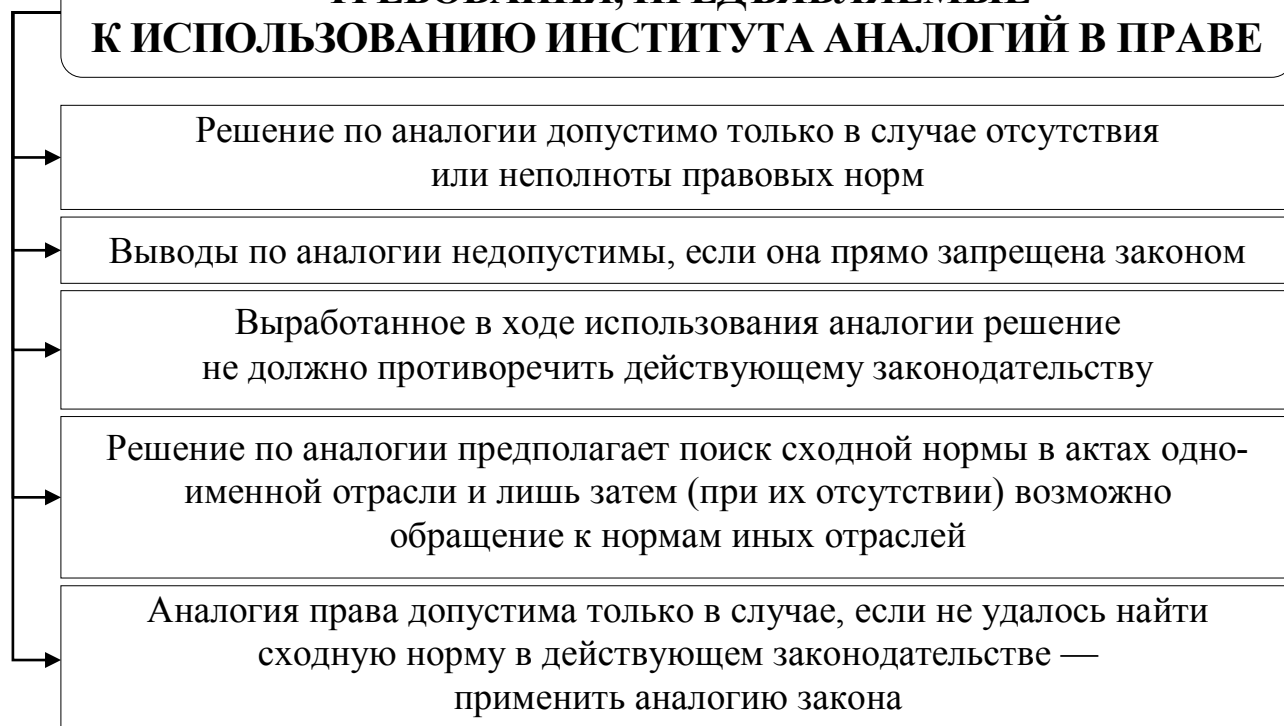 ТРЕБОВАНИЯ, ПРЕДЪЯВЛЯЕМЫЕ
К ИСПОЛЬЗОВАНИЮ ИНСТИТУТА АНАЛОГИЙ В ПРАВЕ
Решение по аналогии допустимо только в случае отсутствия
или неполноты правовых норм
Выводы по аналогии недопустимы, если она прямо запрещена законом
Выработанное в ходе использования аналогии решение
не должно противоречить действующему законодательству
Решение по аналогии предполагает поиск сходной нормы в актах одно-
именной отрасли и лишь затем (при их отсутствии) возможно
обращение к нормам иных отраслей
Аналогия права допустима только в случае, если не удалось найти
сходную норму в действующем законодательстве —
применить аналогию закона